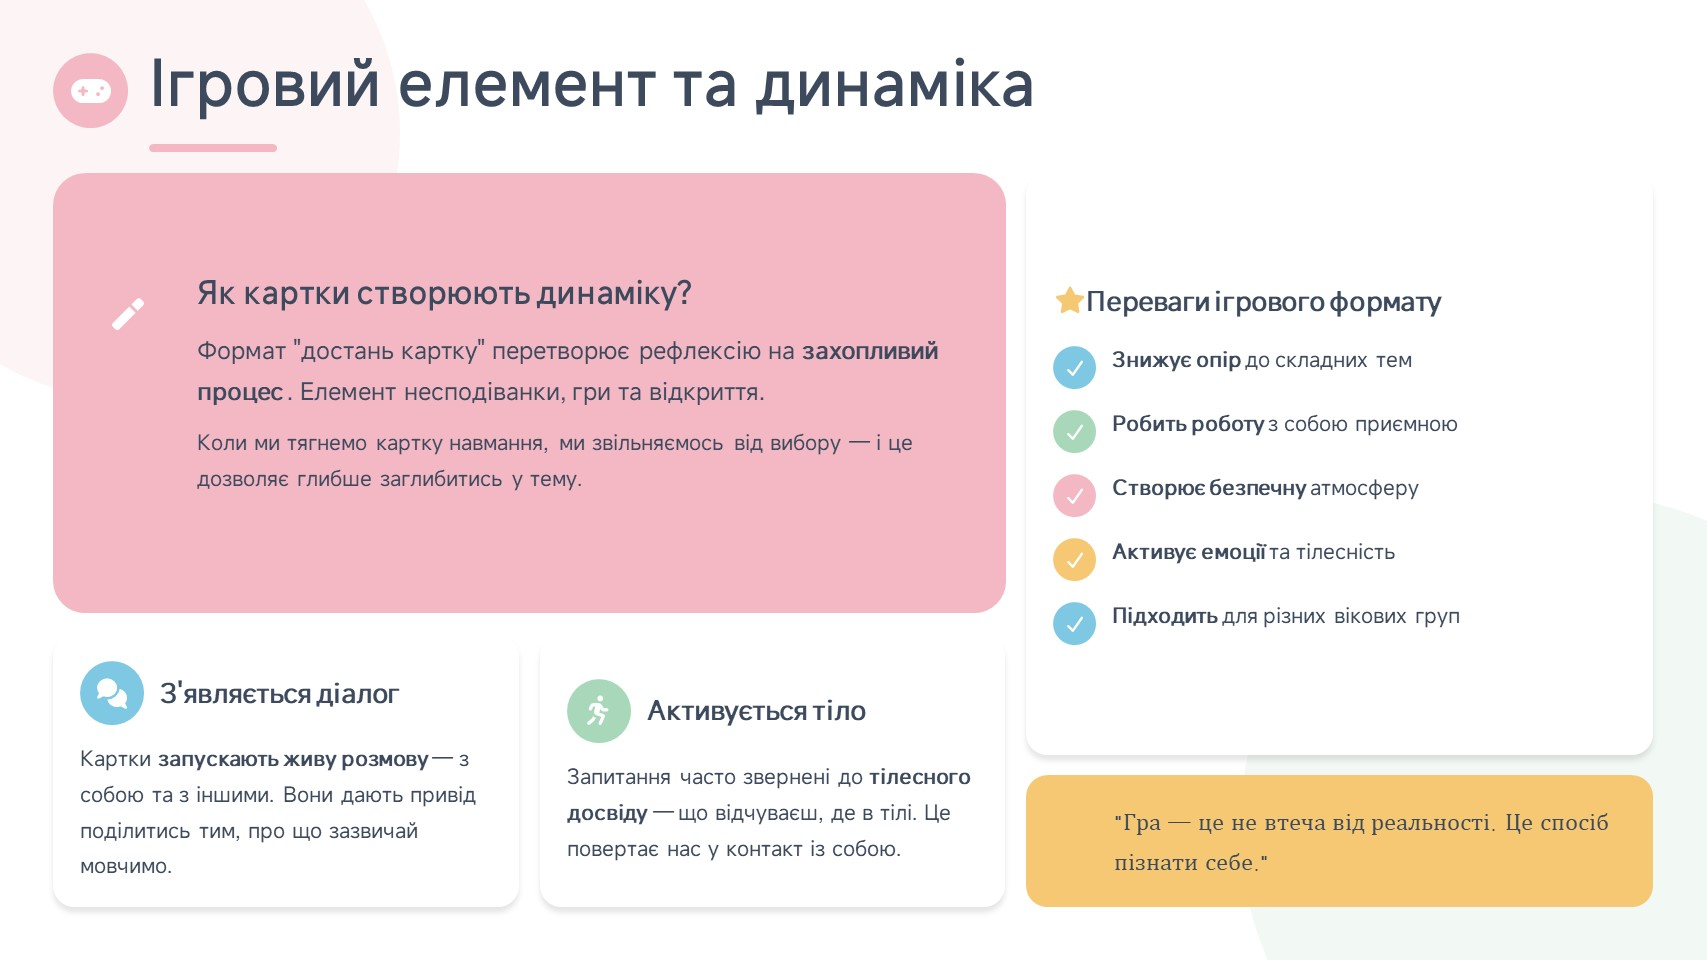 Ігровий елемент та динаміка
Як картки створюють динаміку?
Формат "достань картку" перетворює рефлексію на захопливий
процес . Елемент несподіванки, гри та відкриття.
Коли ми тягнемо картку навмання, ми звільняємось від вибору — і це
дозволяє глибше заглибитись у тему.
З'являється діалог
Картки запускають живу розмову — з
собою та з іншими. Вони дають привід
поділитись тим, про що зазвичай
мовчимо.
Активується тіло
Запитання часто звернені до тілесного
досвіду — що відчуваєш, де в тілі. Це
повертає нас у контакт із собою.
Переваги ігрового формату
Знижує опір до складних тем
Робить роботу з собою приємною
Створює безпечну атмосферу
Активує емоції та тілесність
Підходить для різних вікових груп
"Гра — це не втеча від реальності. Це спосіб
пізнати себе."